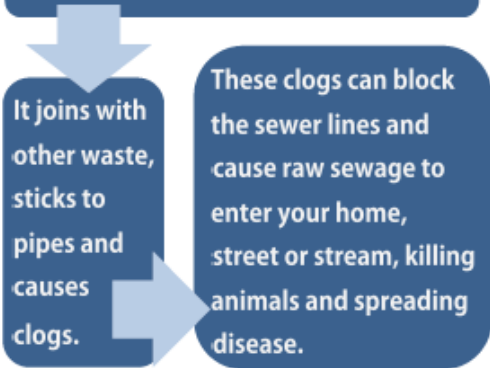 It joins with
other waste,
sticks to
pipes and
causes
clogs.
These clogs can block
the sewer lines and
cause raw sewage to
enter your home,
street or stream, killing
animals and spreading
disease.